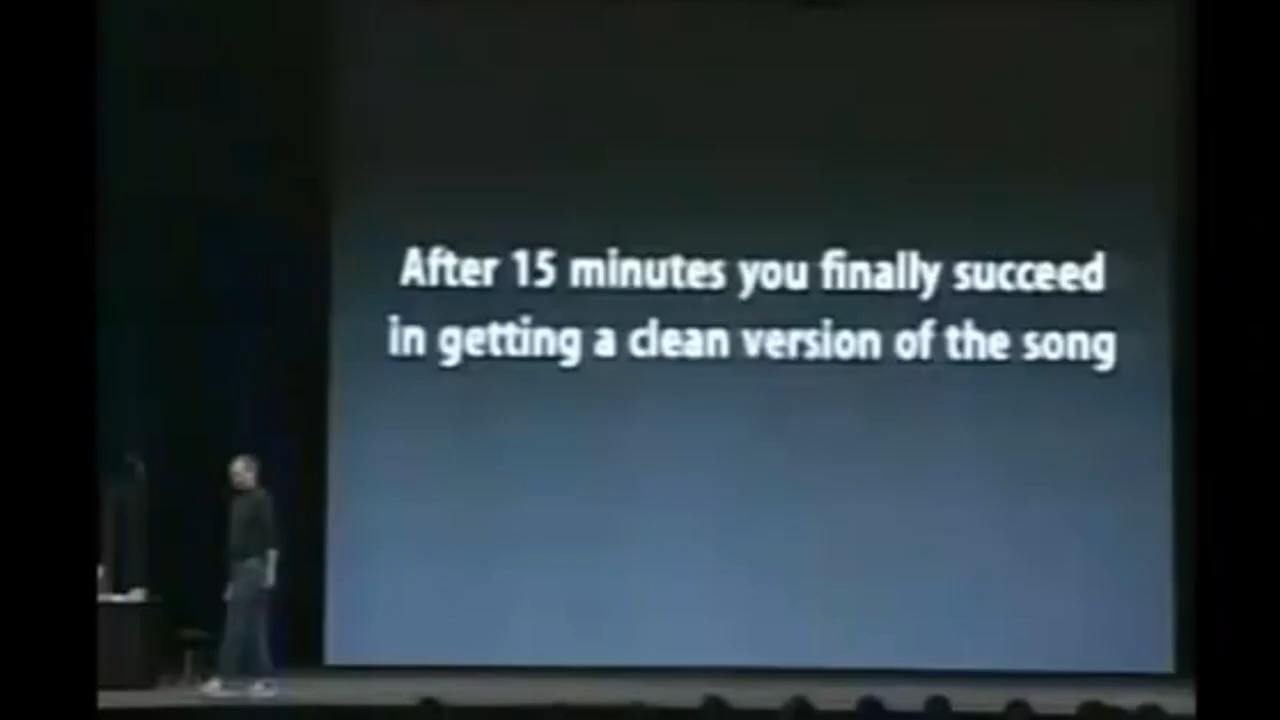 After 15 minutes you finally succeed
in getting a clean version of the song